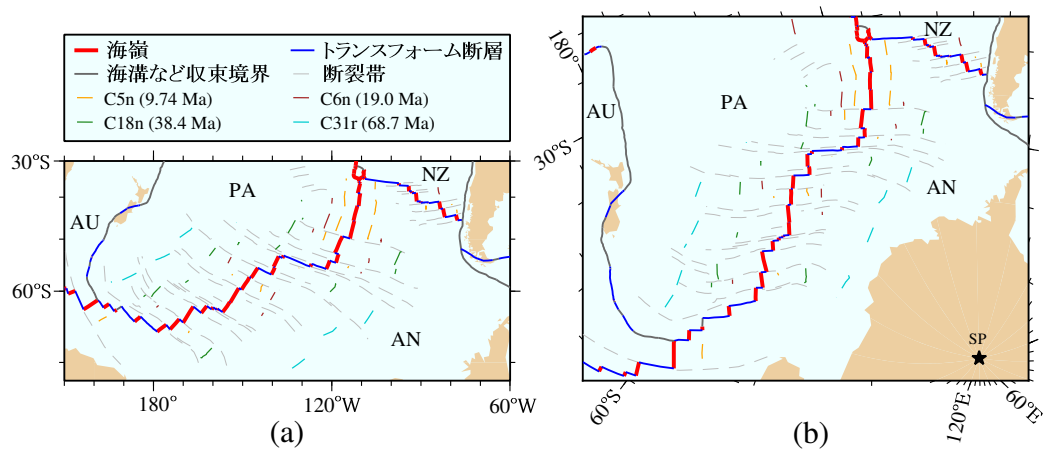 海嶺
トランスフォーム断層
海溝など収束境界
断裂帯
C5n (9.74 Ma)
C6n (19.0 Ma)
C18n (38.4 Ma)
C31r (68.7 Ma)
30°S
60°S
180°
120°W
60°W
AU
PA
NZ
AN
(a)
180°
30°S
60°S
120°E
60°E
AU
PA
NZ
AN
SP
(b)